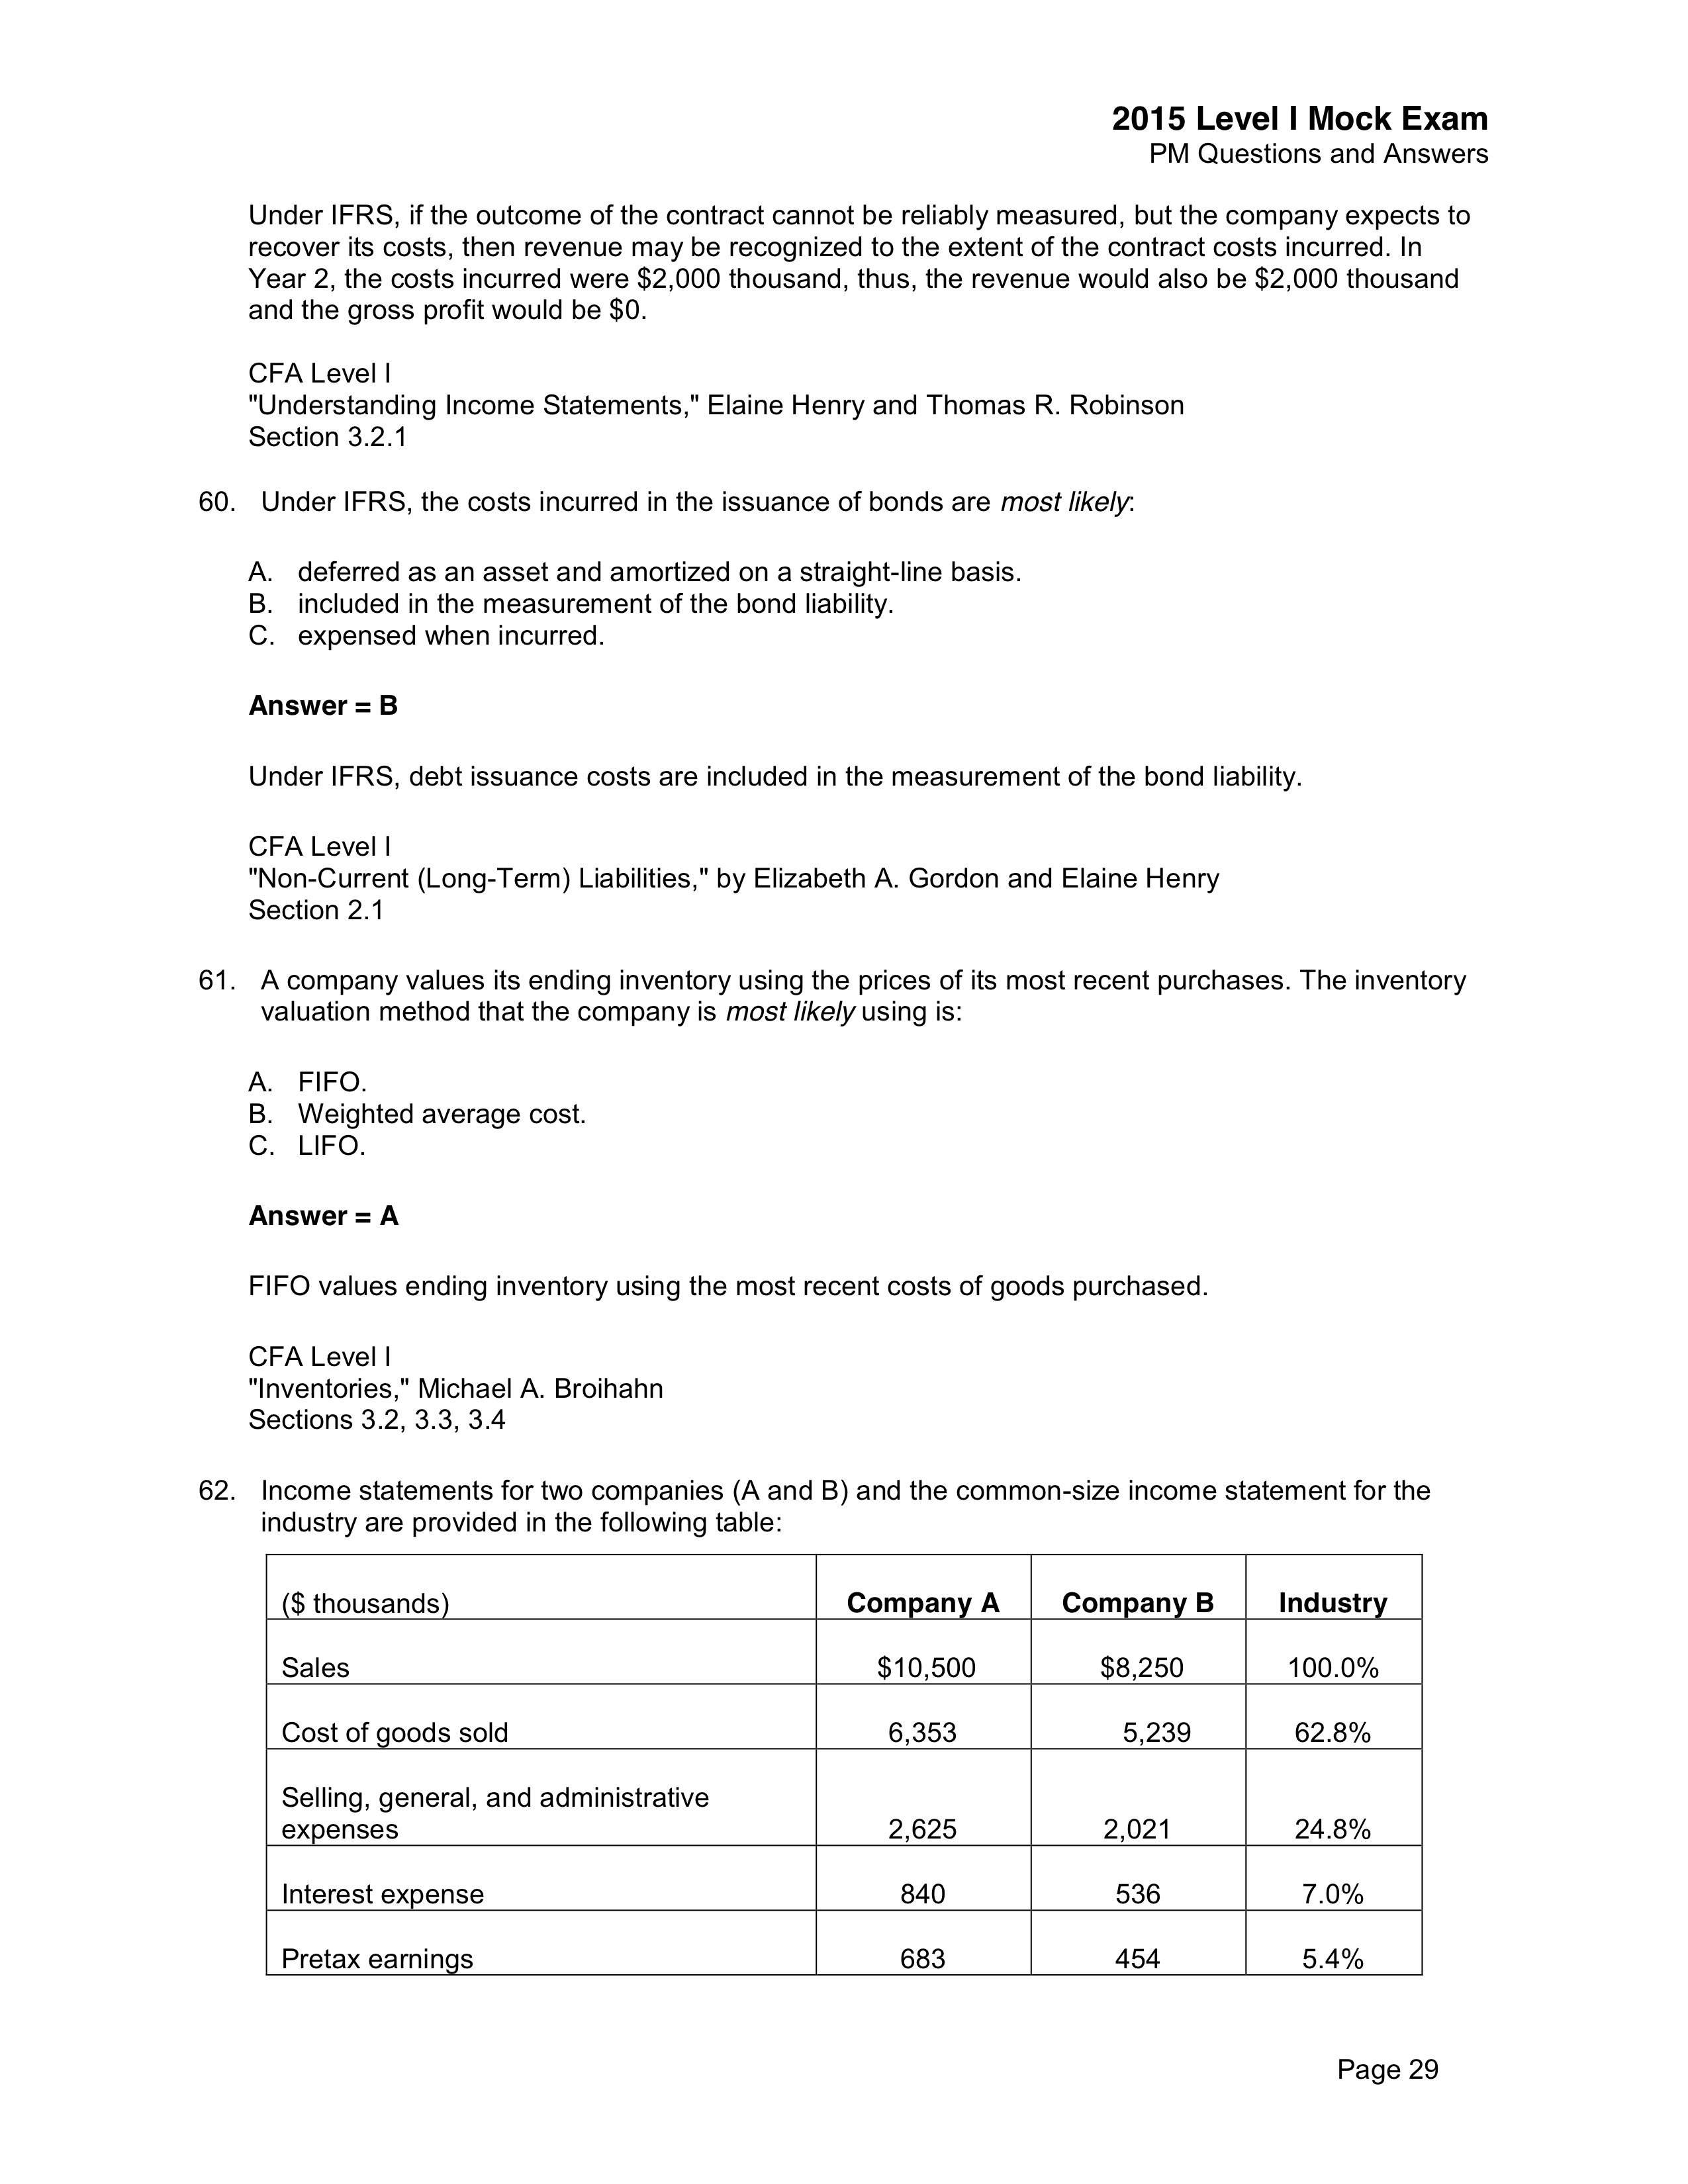 2015 Level I Mock Exam
PM Questions and Answers
Under IFRS, if the outcome of the contract cannot be reliably measured, but the company expects to
recover its costs, then revenue may be recognized to the extent of the contract costs incurred. In
Year 2, the costs incurred were $2,000 thousand, thus, the revenue would also be $2,000 thousand
and the gross profit would be $0.
CFA Level I
"Understanding Income Statements," Elaine Henry and Thomas R. Robinson
Section 3.2.1
60. Under IFRS, the costs incurred in the issuance of bonds are most likely:
A. deferred as an asset and amortized on a straight-line basis.
B. included in the measurement of the bond liability.
C. expensed when incurred.
Answer = B
Under IFRS, debt issuance costs are included in the measurement of the bond liability.
CFA Level I
"Non-Current (Long-Term) Liabilities," by Elizabeth A. Gordon and Elaine Henry
Section 2.1
61. A company values its ending inventory using the prices of its most recent purchases. The inventory
valuation method that the company is most likely using is:
A. FIFO.
B. Weighted average cost.
C. LIFO.
Answer = A
FIFO values ending inventory using the most recent costs of goods purchased.
CFA Level I
"Inventories," Michael A. Broihahn
Sections 3.2, 3.3, 3.4
62. Income statements for two companies (A and B) and the common-size income statement for the
industry are provided in the following table:
($ thousands) Company A Company B Industry
Sales $10,500 $8,250 100.0%
Cost of goods sold 6,353 5,239 62.8%
Selling, general, and administrative
expenses 2,625 2,021 24.8%
Interest expense 840 536 7.0%
Pretax earnings 683 454 5.4%
Page 29